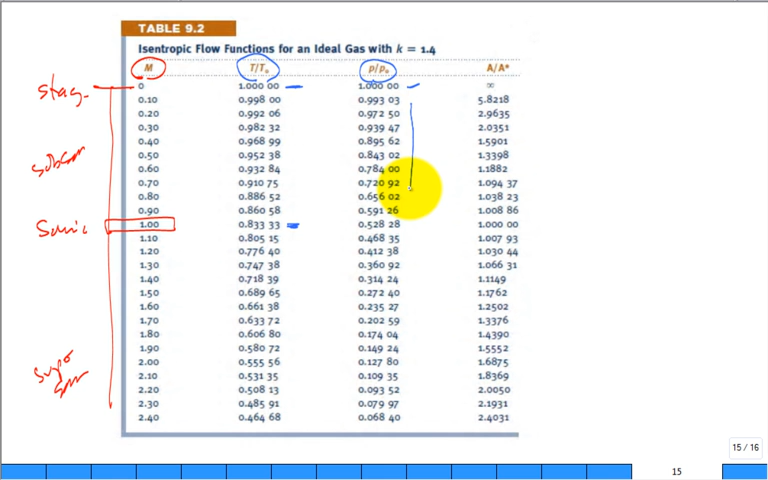 TABLE 9.2
Isentropic Flow Functions for an Ideal Gas with k = 1.4
M T/Tₒ p/pₒ A/A*
stag. 0 1.000 00 1.000 00 ∞
0.10 0.998 00 0.993 03 5.8218
0.20 0.992 06 0.972 50 2.9635
0.30 0.982 32 0.939 47 2.0351
0.40 0.968 99 0.895 62 1.5901
0.50 0.952 38 0.843 02 1.3398
0.60 0.932 84 0.784 00 1.1882
0.70 0.910 75 0.720 92 1.094 37
0.80 0.886 52 0.656 02 1.038 23
0.90 0.860 58 0.591 26 1.008 86
Sonic 1.00 0.833 33 0.528 28 1.000 00
1.10 0.805 15 0.468 35 1.007 93
1.20 0.776 40 0.412 38 1.030 44
1.30 0.747 38 0.360 92 1.066 31
1.40 0.718 39 0.314 24 1.1149
1.50 0.689 65 0.272 40 1.1762
1.60 0.661 38 0.235 27 1.2502
1.70 0.633 72 0.202 59 1.3376
1.80 0.606 80 0.174 04 1.4390
1.90 0.580 72 0.149 24 1.5552
2.00 0.555 56 0.127 80 1.6875
2.10 0.531 35 0.109 35 1.8369
2.20 0.508 13 0.093 52 2.0050
2.30 0.485 91 0.079 97 2.1931
2.40 0.464 68 0.068 40 2.4031
15 / 16
15